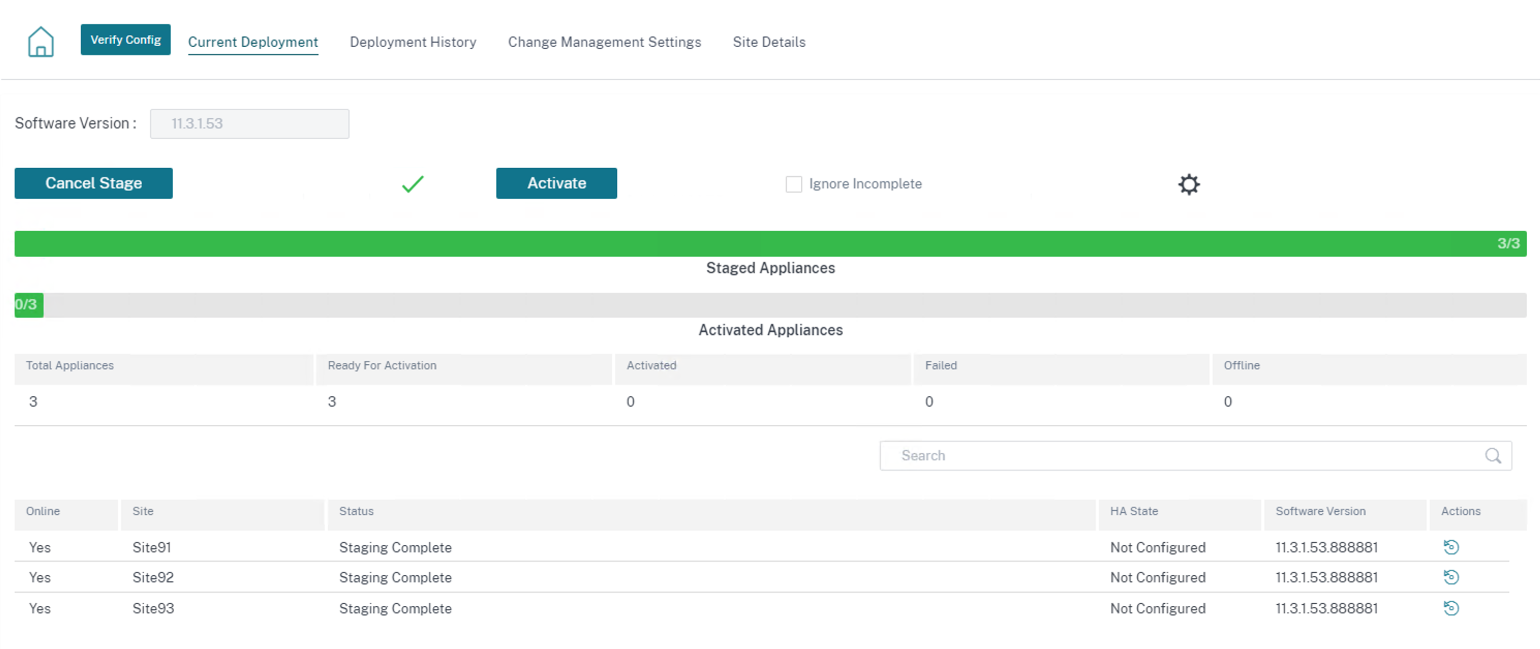 Verify Config Current Deployment Deployment History Change Management Settings Site Details
Software Version : 11.3.1.53
Cancel Stage Activate Ignore Incomplete
3/3
Staged Appliances
0/3
Activated Appliances
Total Appliances Ready For Activation Activated Failed Offline
3 3 0 0 0
Search
Online Site Status HA State Software Version Actions
Yes Site91 Staging Complete Not Configured 11.3.1.53.888881
Yes Site92 Staging Complete Not Configured 11.3.1.53.888881
Yes Site93 Staging Complete Not Configured 11.3.1.53.888881